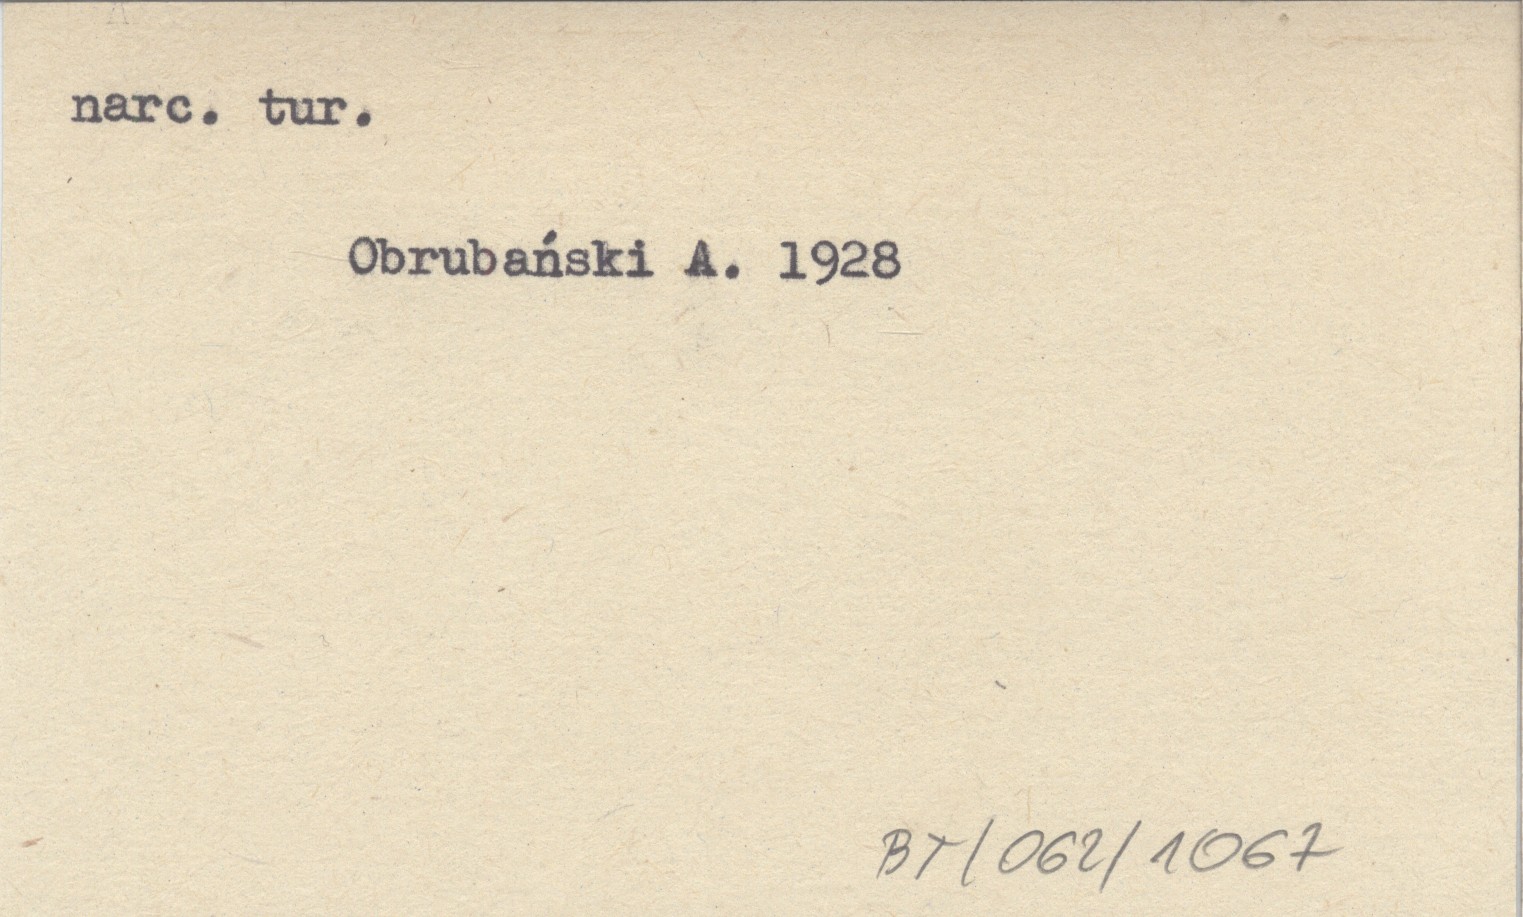 narc. tur.
Obrubański A. 1928
BT/062/1067